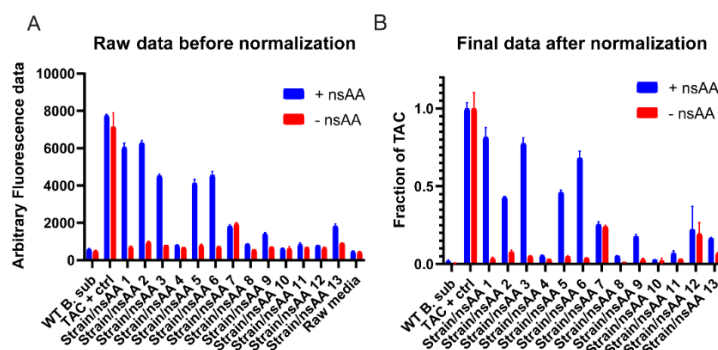 A
Raw data before normalization
Arbitrary Fluorescence data
10000
8000
6000
4000
2000
0
+ nsAA
- nsAA
WT B. sub
TAC + ctrl
Strain/nsAA 1
Strain/nsAA 2
Strain/nsAA 3
Strain/nsAA 4
Strain/nsAA 5
Strain/nsAA 6
Strain/nsAA 7
Strain/nsAA 8
Strain/nsAA 9
Strain/nsAA 10
Strain/nsAA 11
Strain/nsAA 12
Strain/nsAA 13
Raw media
B
Final data after normalization
Fraction of TAC
1.0
0.5
0.0
+ nsAA
- nsAA
WT B. sub
TAC + ctrl
Strain/nsAA 1
Strain/nsAA 2
Strain/nsAA 3
Strain/nsAA 4
Strain/nsAA 5
Strain/nsAA 6
Strain/nsAA 7
Strain/nsAA 8
Strain/nsAA 9
Strain/nsAA 10
Strain/nsAA 11
Strain/nsAA 12
Strain/nsAA 13